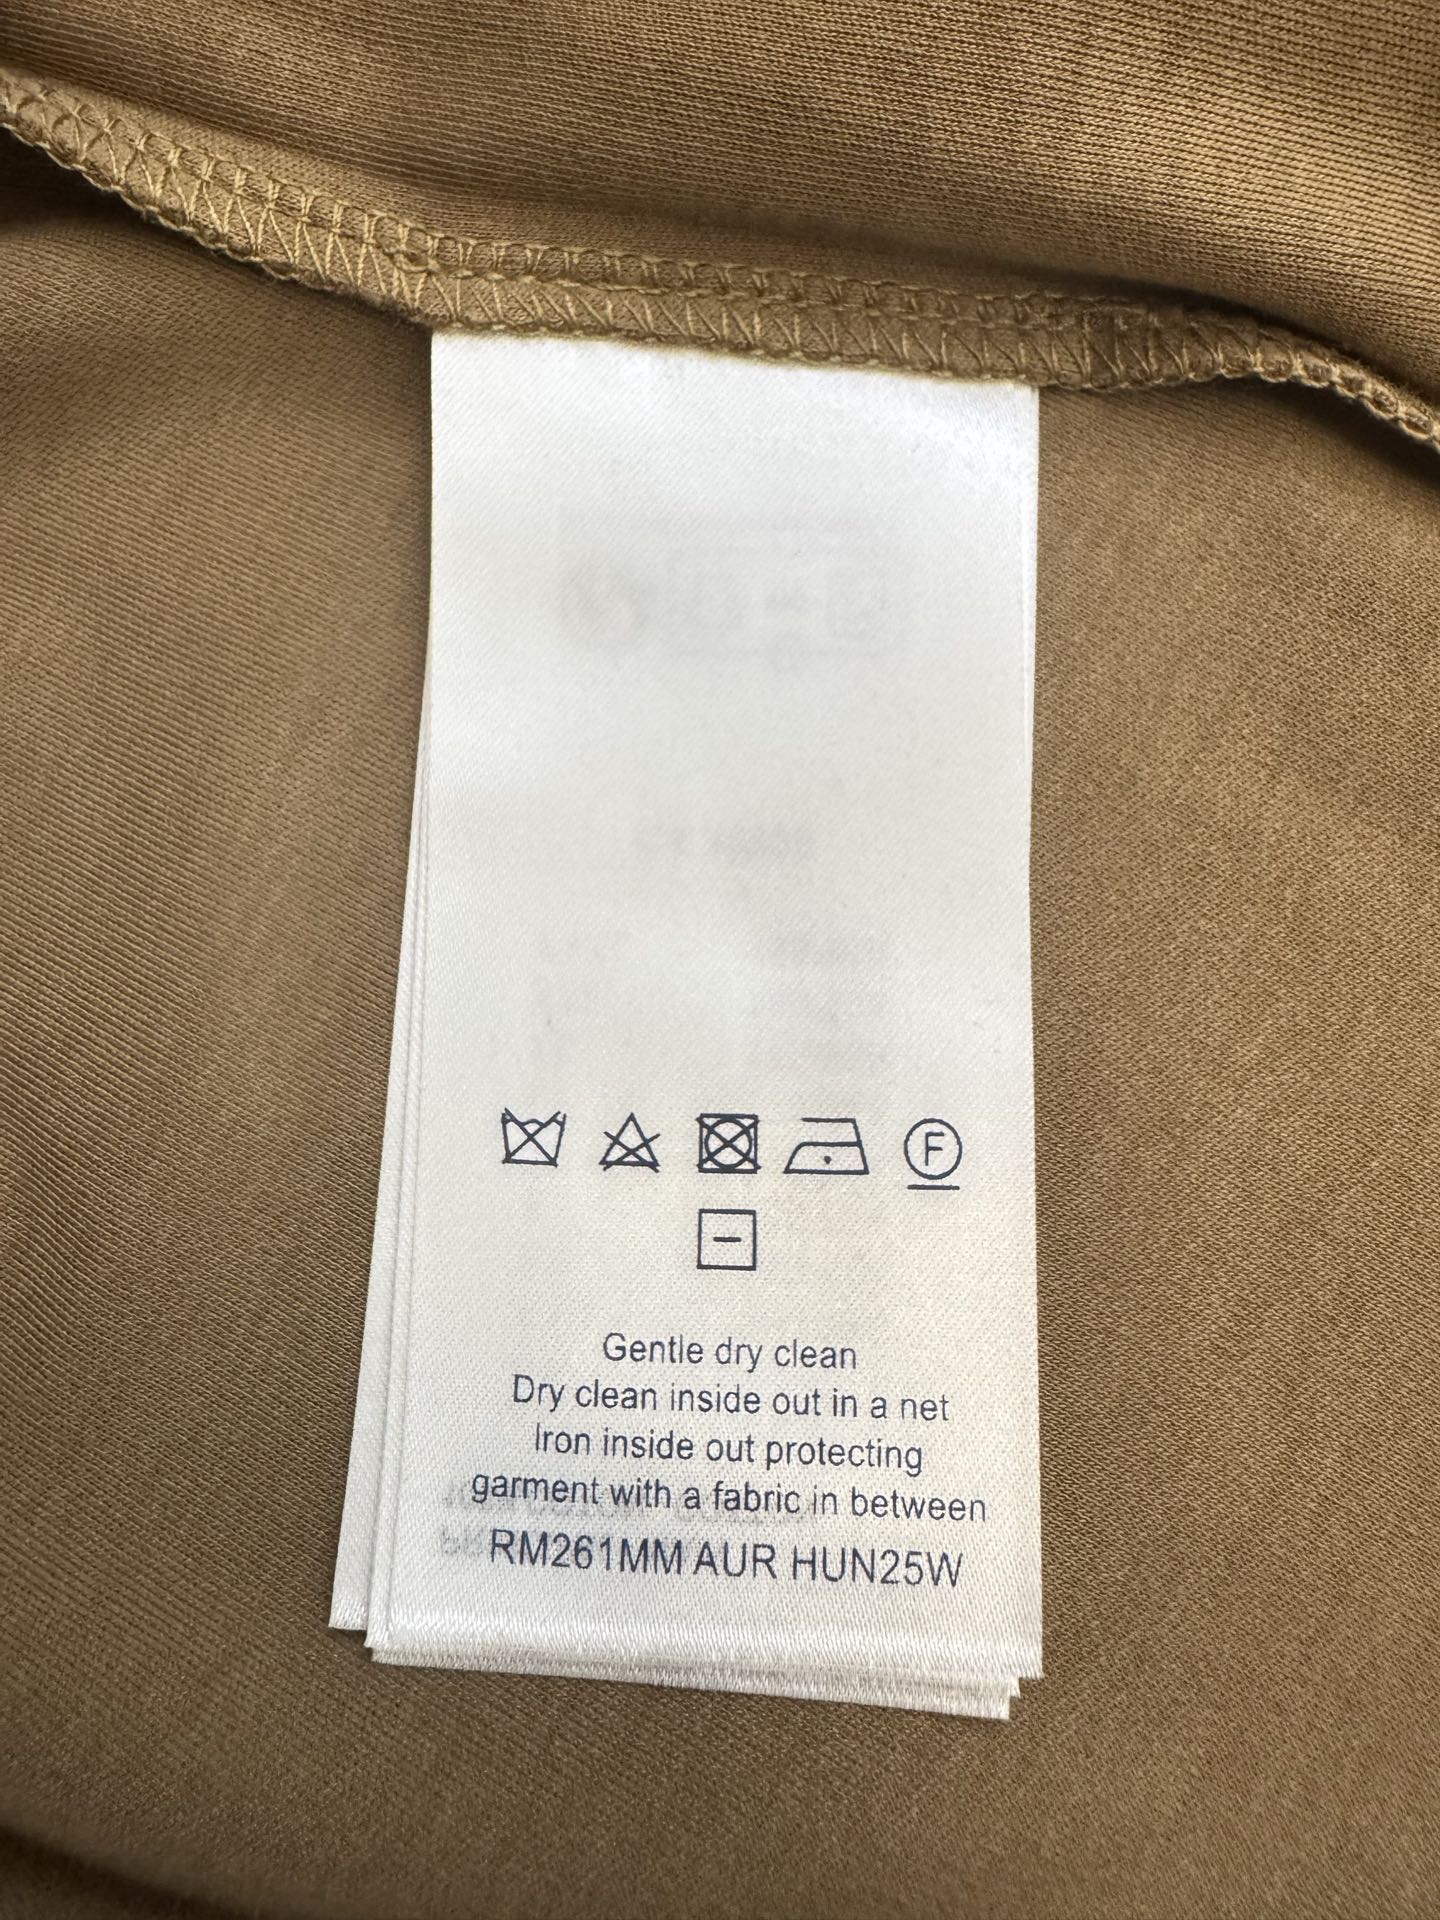 F
Gentle dry clean
Dry clean inside out in a net
Iron inside out protecting
garment with a fabric in between
RM261MM AUR HUN25W